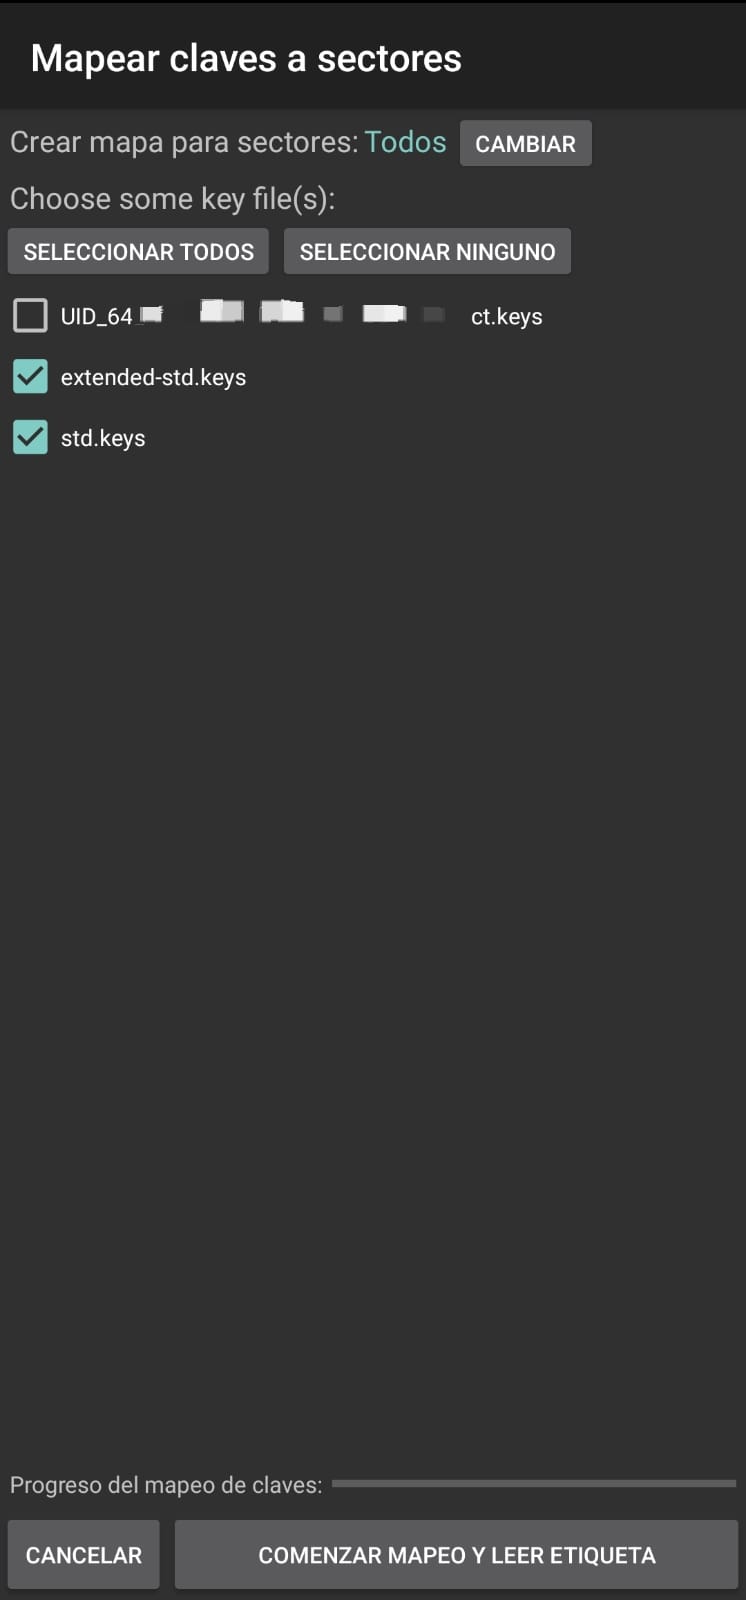 Mapear claves a sectores
Crear mapa para sectores: Todos CAMBIAR
Choose some key file(s):
SELECCIONAR TODOS SELECCIONAR NINGUNO
UID_64 ct.keys
extended-std.keys
std.keys
Progreso del mapeo de claves:
CANCELAR COMENZAR MAPEO Y LEER ETIQUETA